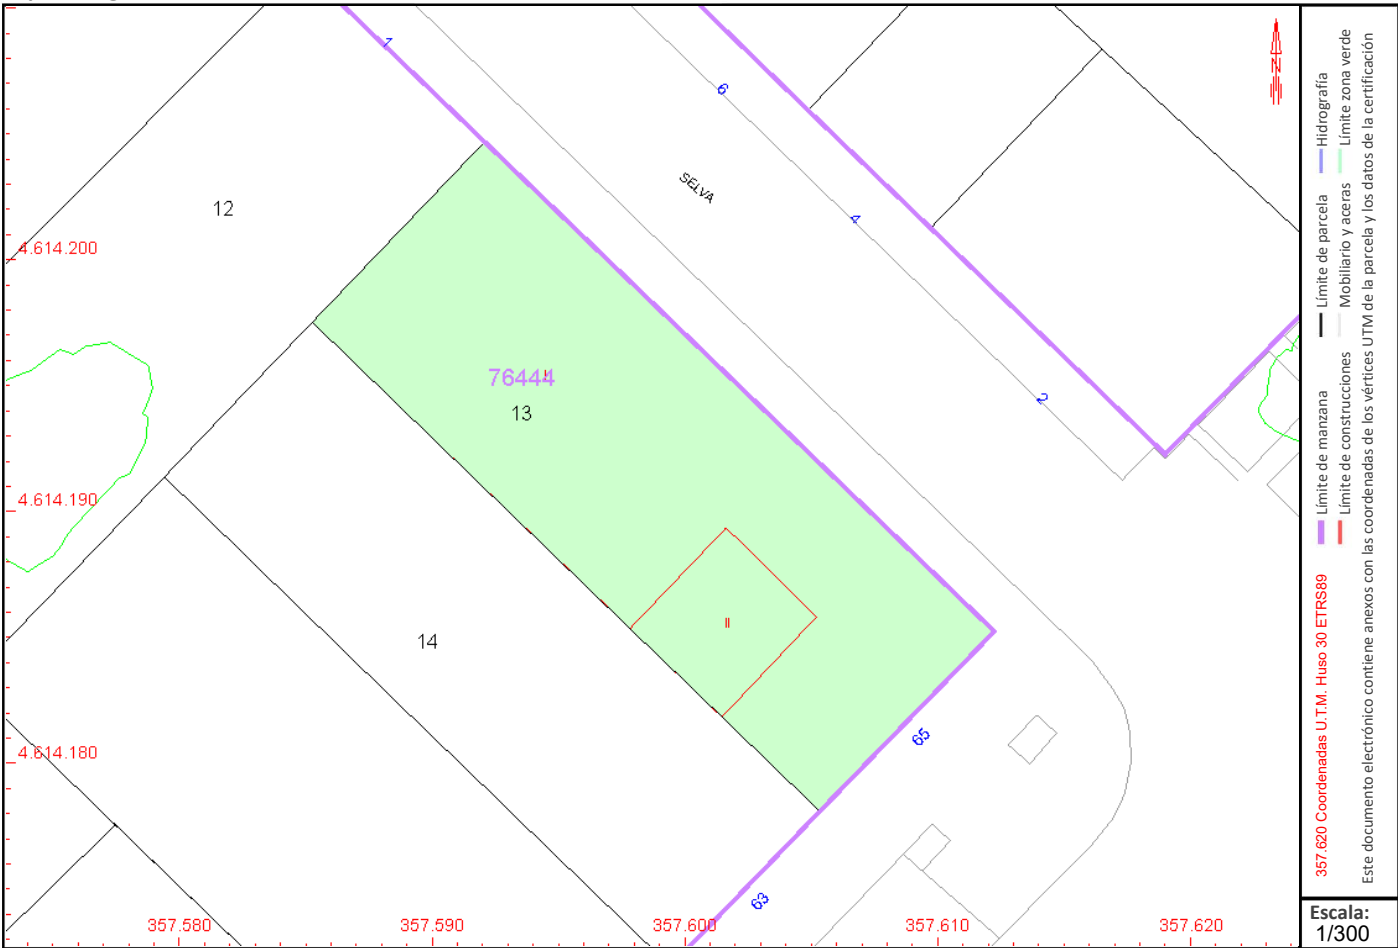 7
6
SELVA
12
4
4.614.200
N
76444
13
2
4.614.190
II
14
65
4.614.180
63
357.580
357.590
357.600
357.610
357.620
Hidrografía
Límite zona verde
Límite de parcela
Mobiliario y aceras
Límite de manzana
Límite de construcciones
357.620 Coordenadas U.T.M. Huso 30 ETRS89
Este documento electrónico contiene anexos con las coordenadas de los vértices UTM de la parcela y los datos de la certificación
Escala:
1/300